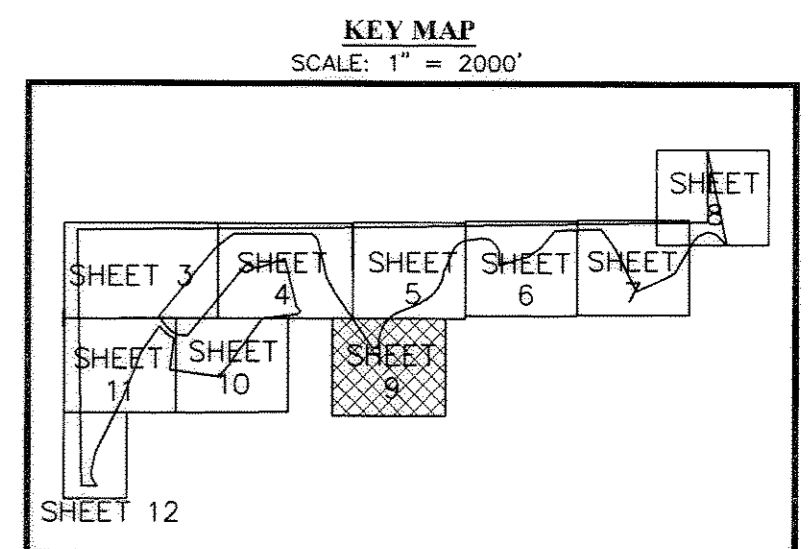 KEY MAP
SCALE: 1" = 2000'
SHEET
8
SHEET 3
SHEET
4
SHEET
5
SHEET
6
SHEET
7
SHEET
11
SHEET
10
SHEET
9
SHEET 12